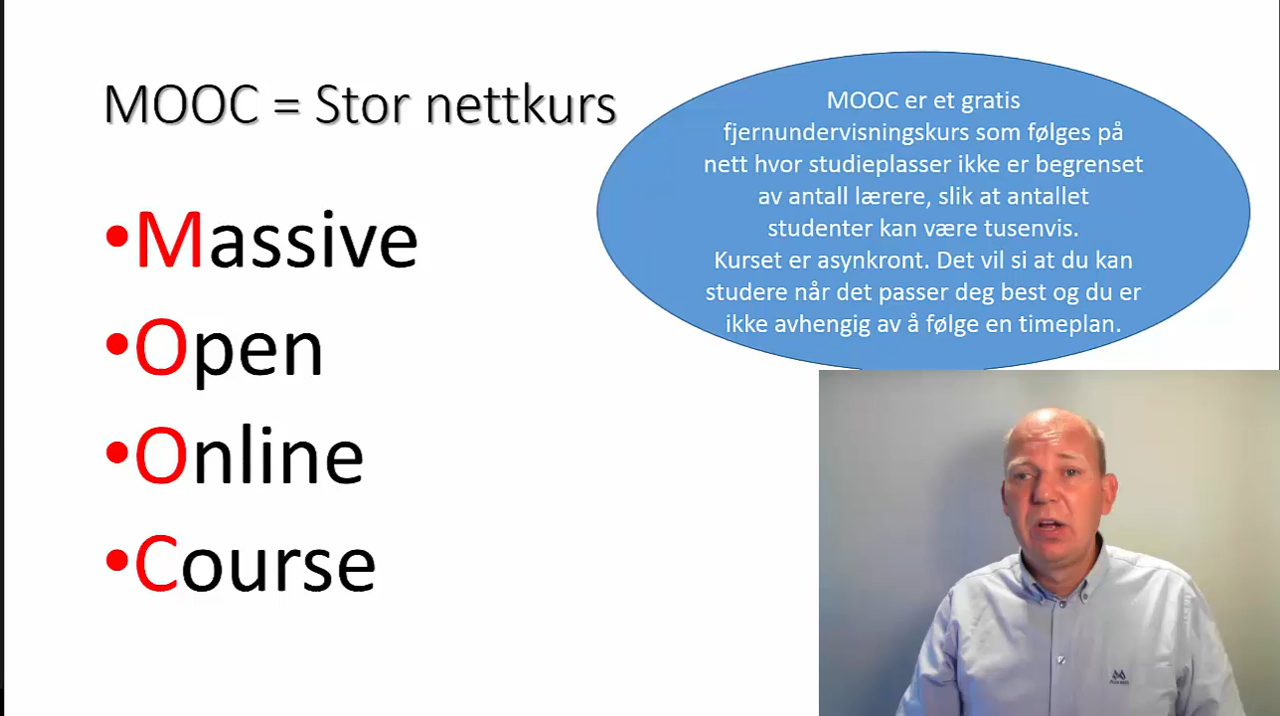 MOOC = Stor nettkurs
•Massive
•Open
•Online
•Course
MOOC er et gratis
fjernundervisningskurs som følges på
nett hvor studieplasser ikke er begrenset
av antall lærere, slik at antallet
studenter kan være tusenvis.
Kurset er asynkront. Det vil si at du kan
studere når det passer deg best og du er
ikke avhengig av å følge en timeplan.